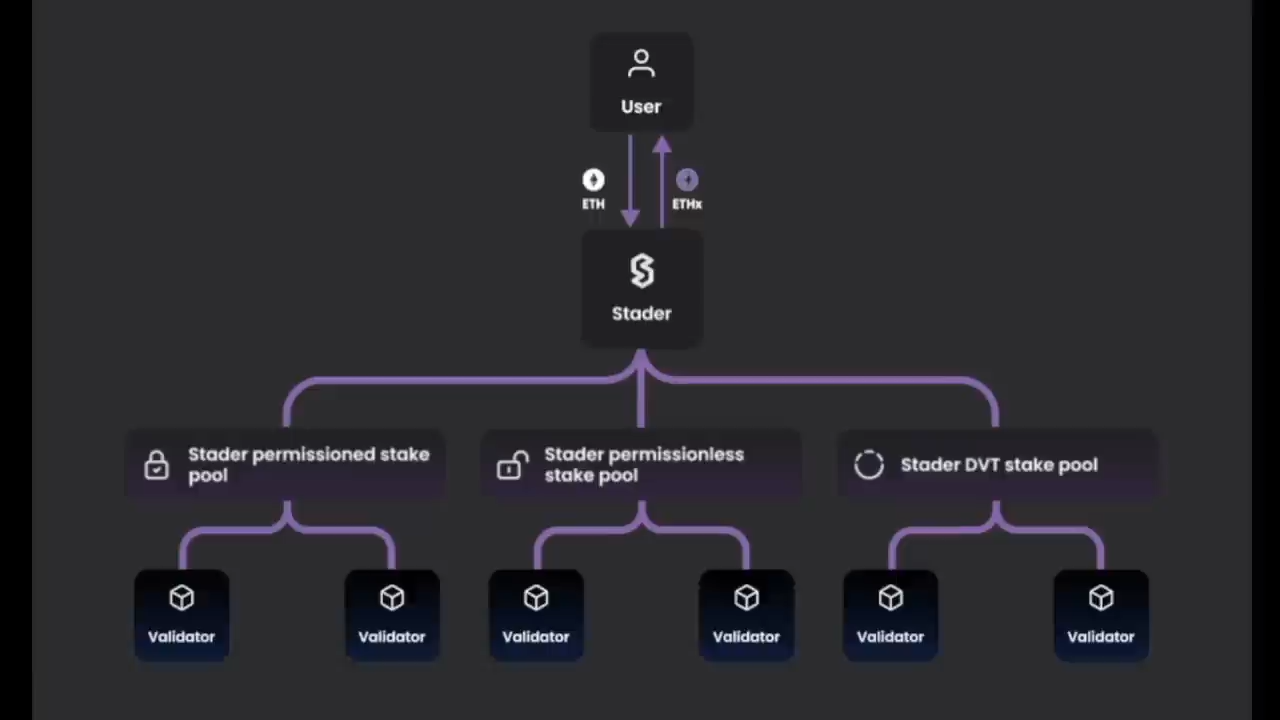 User
ETH
ETHx
Stader
Stader permissioned stake
pool
Stader permissionless
stake pool
Stader DVT stake pool
Validator
Validator
Validator
Validator
Validator
Validator